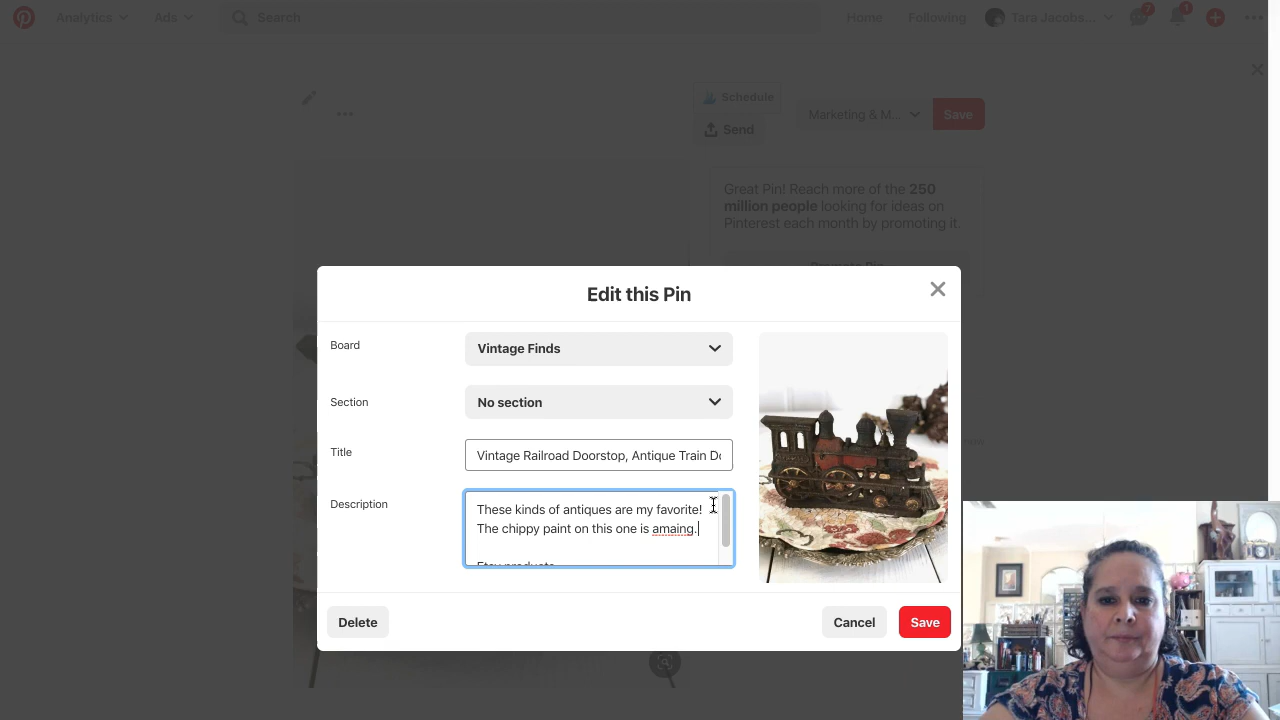 Analytics
Ads
Search
Home
Following
Tara Jacobs...
7
1
Schedule
Marketing & M...
Save
Send
Great Pin! Reach more of the 250
million people looking for ideas on
Pinterest each month by promoting it.
Edit this Pin
Board
Vintage Finds
Section
No section
Title
Vintage Railroad Doorstop, Antique Train Do
Description
These kinds of antiques are my favorite!
The chippy paint on this one is amaing.
Etsy products
Delete
Cancel
Save